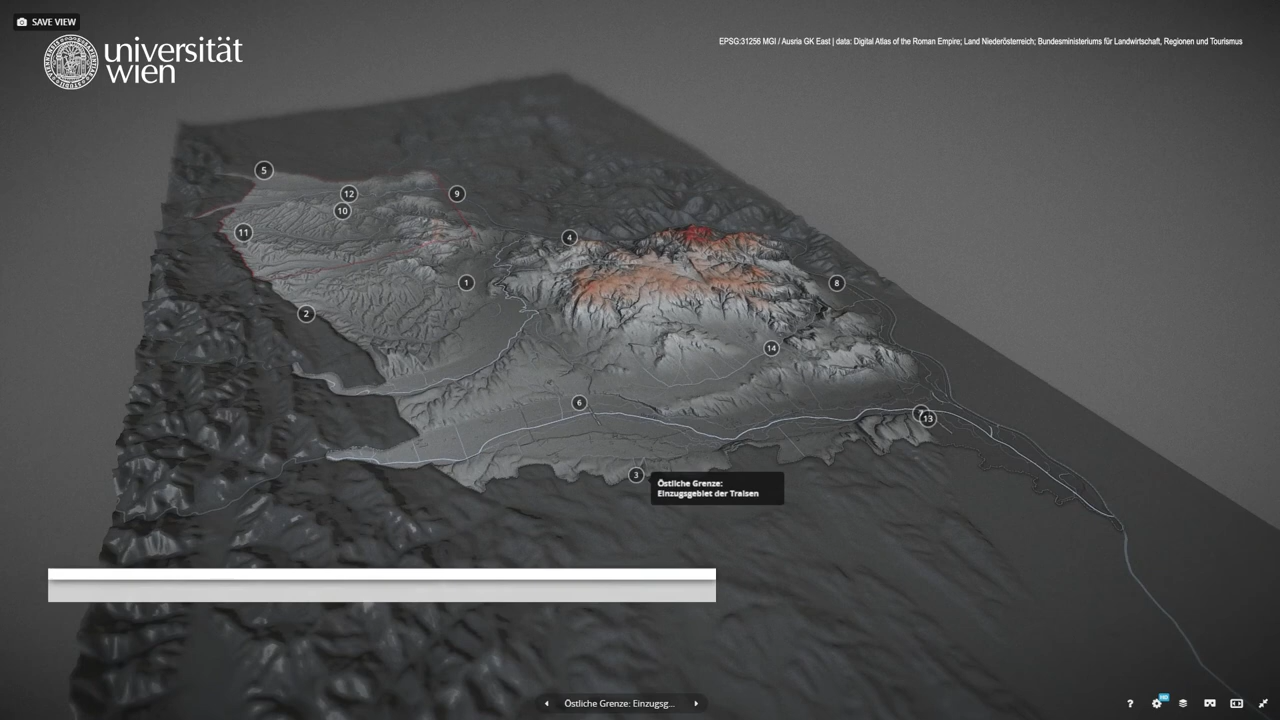 SAVE VIEW
universität
wien
EPSG:31256 MGI / Ausria GK East | data: Digital Atlas of the Roman Empire; Land Niederösterreich; Bundesministeriums für Landwirtschaft, Regionen und Tourismus
5
12
9
10
11
4
1
8
2
14
6
7
13
3
Östliche Grenze:
Einzugsgebiet der Traisen
Östliche Grenze: Einzugsg...
?
HD